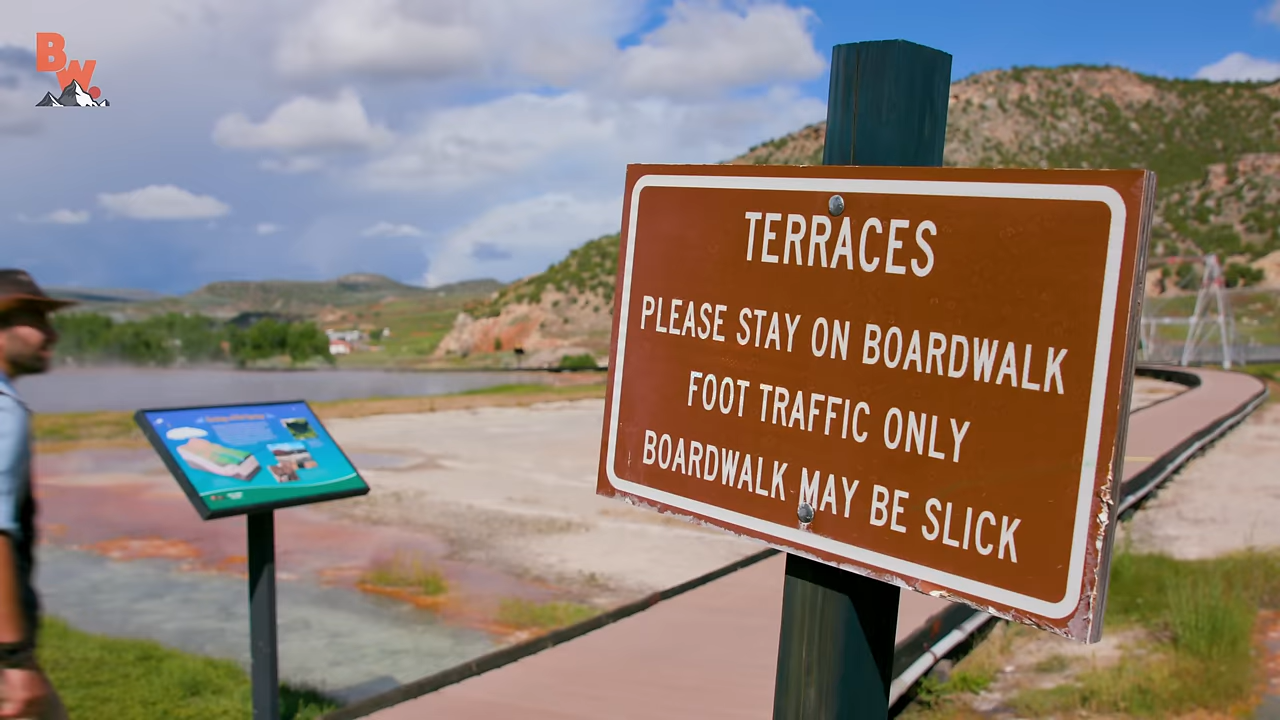 BW.
TERRACES
PLEASE STAY ON BOARDWALK
FOOT TRAFFIC ONLY
BOARDWALK MAY BE SLICK